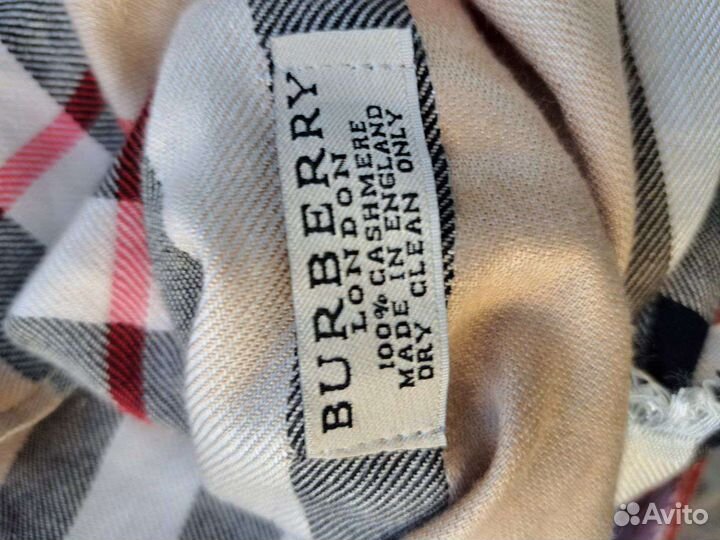 BURBERRY
LONDON
100% CASHMERE
MADE IN ENGLAND
DRY CLEAN ONLY
Avito